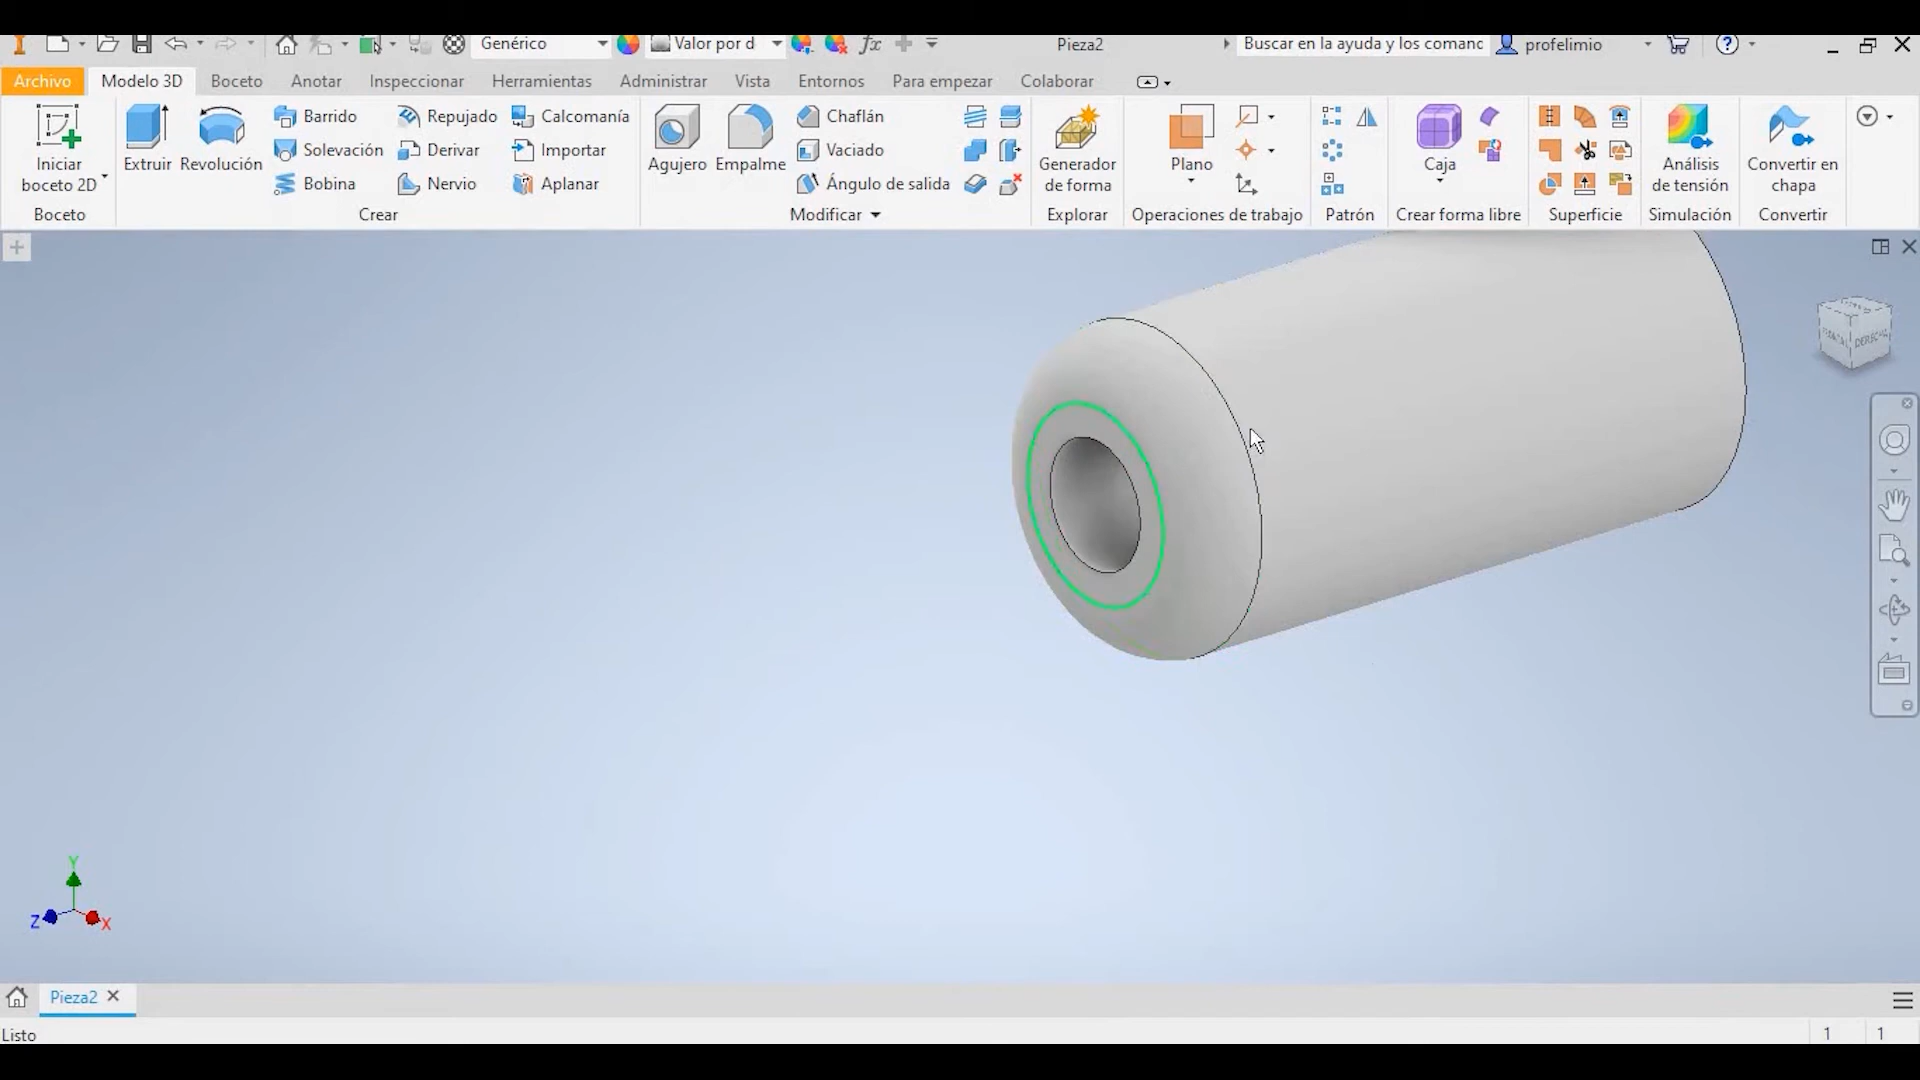 Genérico
Valor por d
fx
Pieza2
Buscar en la ayuda y los comanc
profelimio
Archivo
Modelo 3D
Boceto
Anotar
Inspeccionar
Herramientas
Administrar
Vista
Entornos
Para empezar
Colaborar
Iniciar
boceto 2D
Extruir
Revolución
Barrido
Solevación
Bobina
Repujado
Derivar
Nervio
Calcomanía
Importar
Aplanar
Agujero
Empalme
Chaflán
Vaciado
Ángulo de salida
Generador
de forma
Plano
Caja
Análisis
de tensión
Convertir en
chapa
Boceto
Crear
Modificar
Explorar
Operaciones de trabajo
Patrón
Crear forma libre
Superficie
Simulación
Convertir
Y
Z
X
Pieza2
Listo
1
1